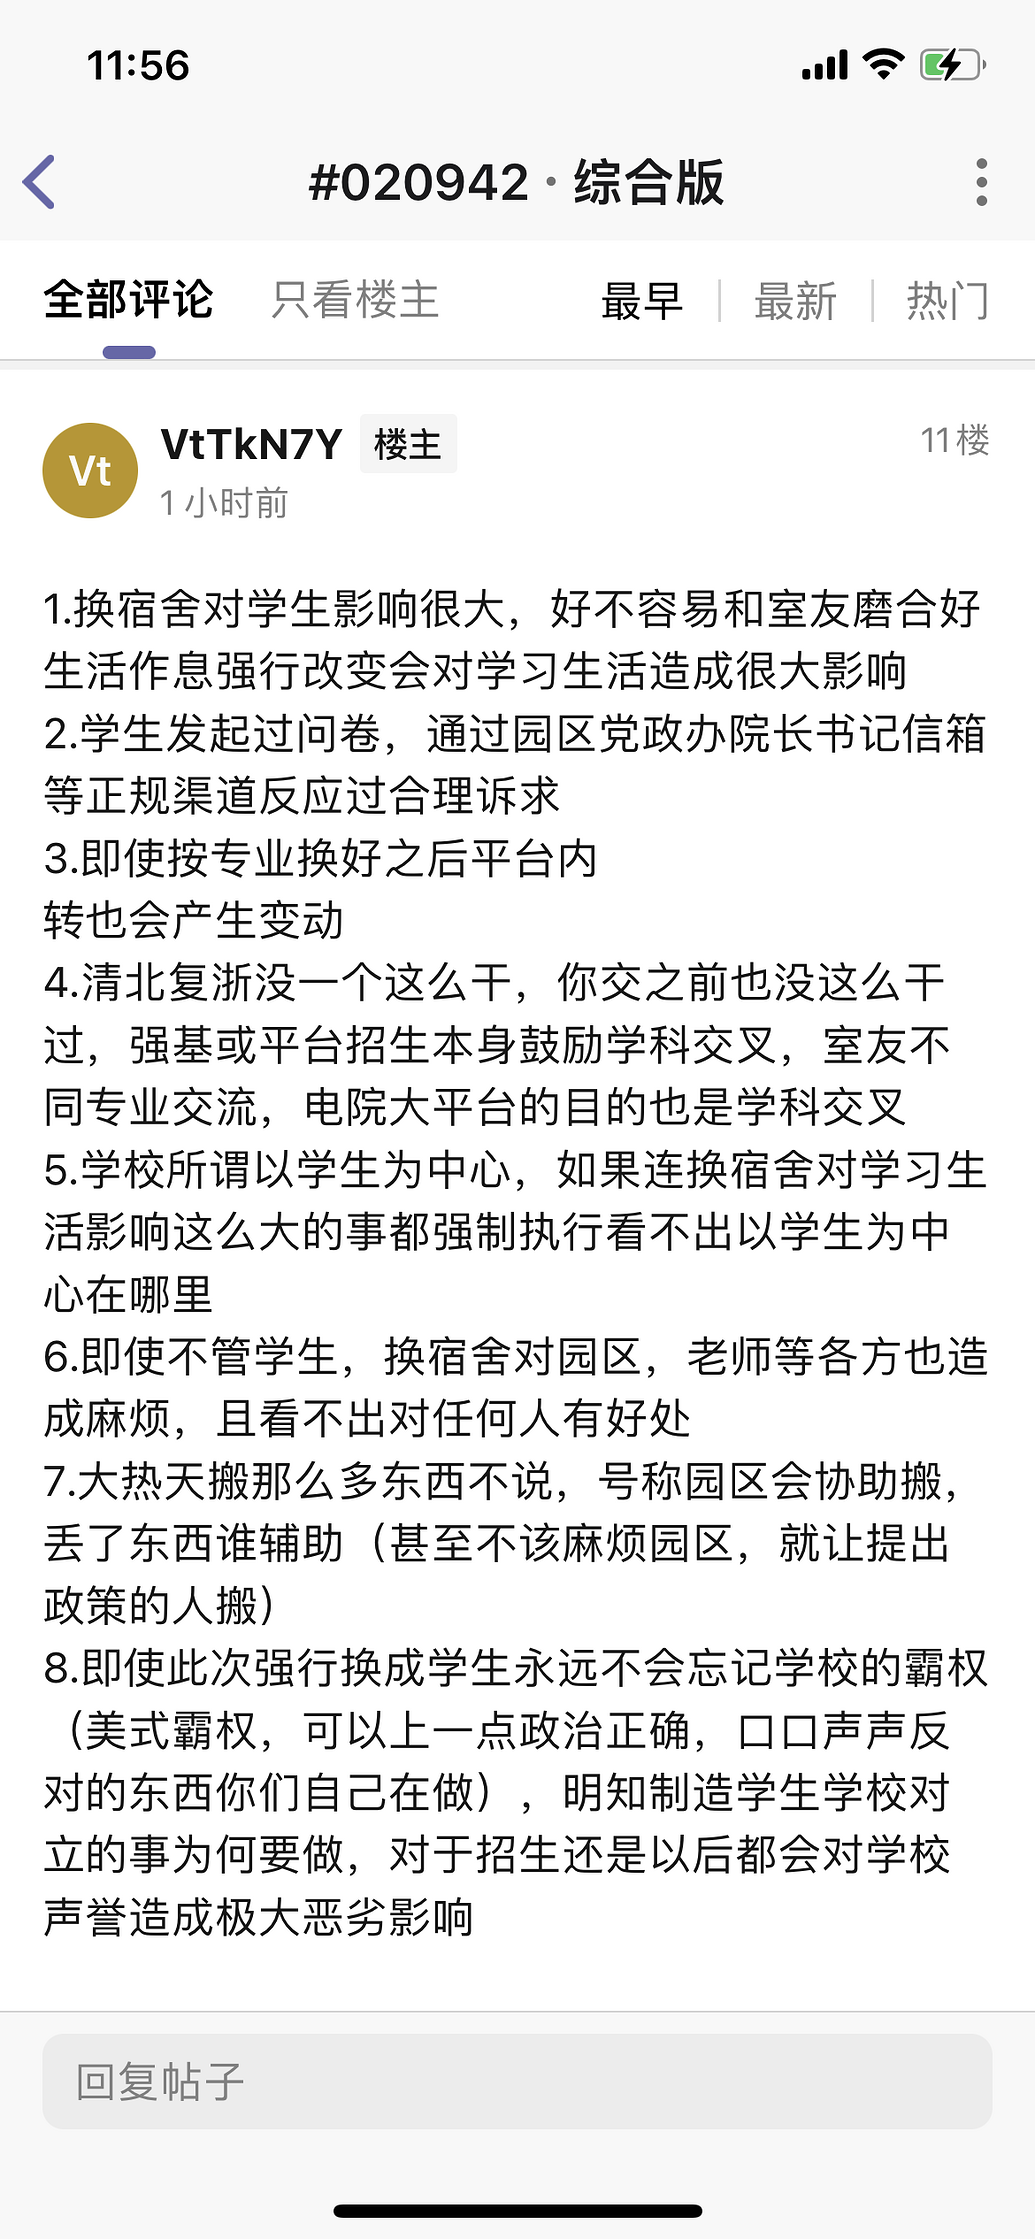 11:56
#020942 · 综合版
全部评论 只看楼主 最早 最新 热门
Vt VtTkN7Y 楼主 11楼
1 小时前
1.换宿舍对学生影响很大，好不容易和室友磨合好
生活作息强行改变会对学习生活造成很大影响
2.学生发起过问卷，通过园区党政办院长书记信箱
等正规渠道反应过合理诉求
3.即使按专业换好之后平台内
转也会产生变动
4.清北复浙没一个这么干，你交之前也没这么干
过，强基或平台招生本身鼓励学科交叉，室友不
同专业交流，电院大平台的目的也是学科交叉
5.学校所谓以学生为中心，如果连换宿舍对学习生
活影响这么大的事都强制执行看不出以学生为中
心在哪里
6.即使不管学生，换宿舍对园区，老师等各方也造
成麻烦，且看不出对任何人有好处
7.大热天搬那么多东西不说，号称园区会协助搬，
丢了东西谁辅助（甚至不该麻烦园区，就让提出
政策的人搬）
8.即使此次强行换成学生永远不会忘记学校的霸权
（美式霸权，可以上一点政治正确，口口声声反
对的东西你们自己在做），明知制造学生学校对
立的事为何要做，对于招生还是以后都会对学校
声誉造成极大恶劣影响
回复帖子